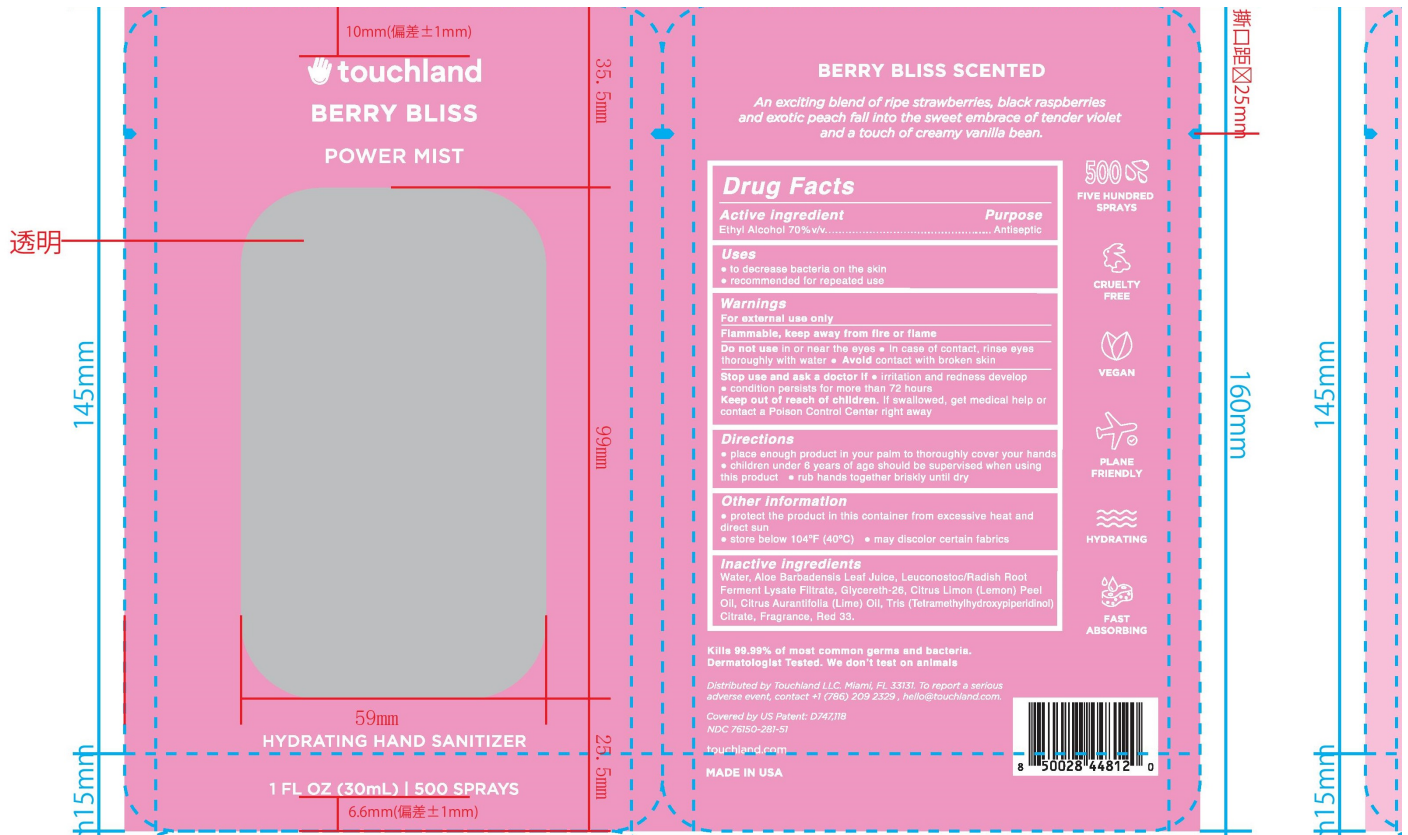 10mm(偏差±1mm)
touchland
BERRY BLISS
POWER MIST
透明
145mm
35.5mm
99mm
59mm
25.5mm
HYDRATING HAND SANITIZER
1 FL OZ (30mL) | 500 SPRAYS
6.6mm(偏差±1mm)
h15mm
BERRY BLISS SCENTED
An exciting blend of ripe strawberries, black raspberries
and exotic peach fall into the sweet embrace of tender violet
and a touch of creamy vanilla bean.
Drug Facts
Active ingredient Purpose
Ethyl Alcohol 70% v/v.......................................... Antiseptic
Uses
• to decrease bacteria on the skin
• recommended for repeated use
Warnings
For external use only
Flammable, keep away from fire or flame
Do not use in or near the eyes • In case of contact, rinse eyes
thoroughly with water • Avoid contact with broken skin
Stop use and ask a doctor if • irritation and redness develop
• condition persists for more than 72 hours
Keep out of reach of children. If swallowed, get medical help or
contact a Poison Control Center right away
Directions
• place enough product in your palm to thoroughly cover your hands
• children under 6 years of age should be supervised when using
this product • rub hands together briskly until dry
Other information
• protect the product in this container from excessive heat and
direct sun
• store below 104°F (40°C) • may discolor certain fabrics
Inactive ingredients
Water, Aloe Barbadensis Leaf Juice, Leuconostoc/Radish Root
Ferment Lysate Filtrate, Glycereth-26, Citrus Limon (Lemon) Peel
Oil, Citrus Aurantifolia (Lime) Oil, Tris (Tetramethylhydroxypiperidinol)
Citrate, Fragrance, Red 33.
Kills 99.99% of most common germs and bacteria.
Dermatologist Tested. We don't test on animals
Distributed by Touchland LLC. Miami, FL 33131. To report a serious
adverse event, contact +1 (786) 209 2329 , hello@touchland.com.
Covered by US Patent: D747,118
NDC 76150-281-51
touchland.com
MADE IN USA
500
FIVE HUNDRED
SPRAYS
CRUELTY
FREE
VEGAN
PLANE
FRIENDLY
HYDRATING
FAST
ABSORBING
8 50028 44812 0
撕口距25mm
160mm
145mm
h15mm